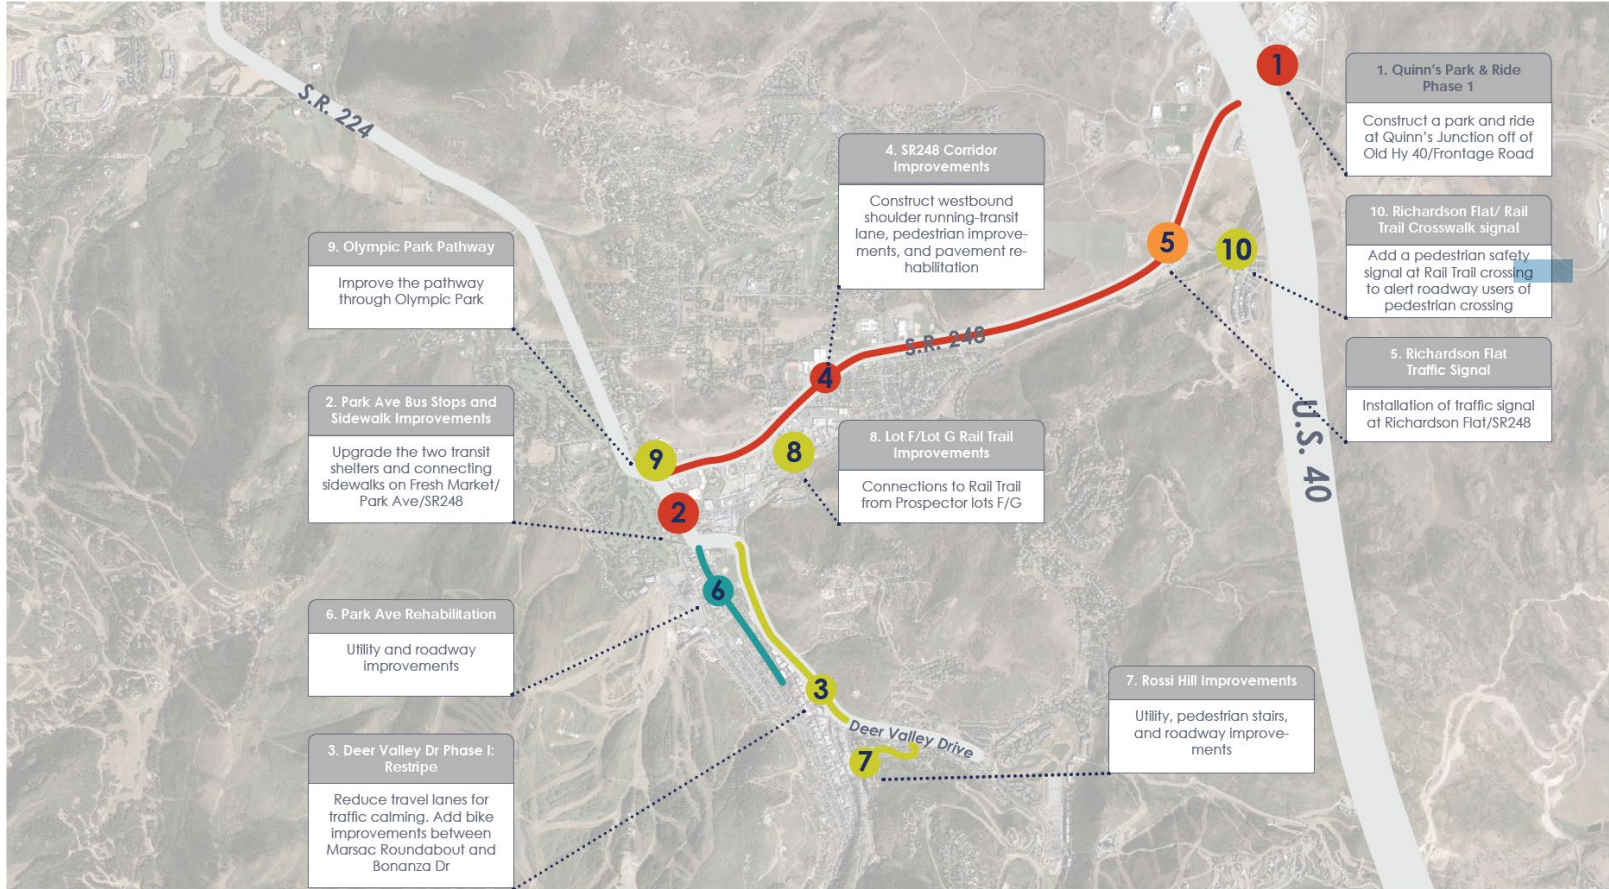 S.R. 224
1
1. Quinn's Park & Ride
Phase 1
Construct a park and ride
at Quinn's Junction off of
Old Hy 40/Frontage Road
4. SR248 Corridor
Improvements
Construct westbound
shoulder running-transit
lane, pedestrian improve-
ments, and pavement re-
habilitation
10. Richardson Flat/ Rail
Trail Crosswalk signal
Add a pedestrian safety
signal at Rail Trail crossing
to alert roadway users of
pedestrian crossing
9. Olympic Park Pathway
Improve the pathway
through Olympic Park
5
10
S.R. 248
5. Richardson Flat
Traffic Signal
Installation of traffic signal
at Richardson Flat/SR248
4
2. Park Ave Bus Stops and
Sidewalk Improvements
Upgrade the two transit
shelters and connecting
sidewalks on Fresh Market/
Park Ave/SR248
U.S. 40
8. Lot F/Lot G Rail Trail
Improvements
Connections to Rail Trail
from Prospector lots F/G
9
8
2
6
6. Park Ave Rehabilitation
Utility and roadway
improvements
3
7. Rossi Hill Improvements
Utility, pedestrian stairs,
and roadway improve-
ments
Deer Valley Drive
7
3. Deer Valley Dr Phase I:
Restripe
Reduce travel lanes for
traffic calming. Add bike
improvements between
Marsac Roundabout and
Bonanza Dr